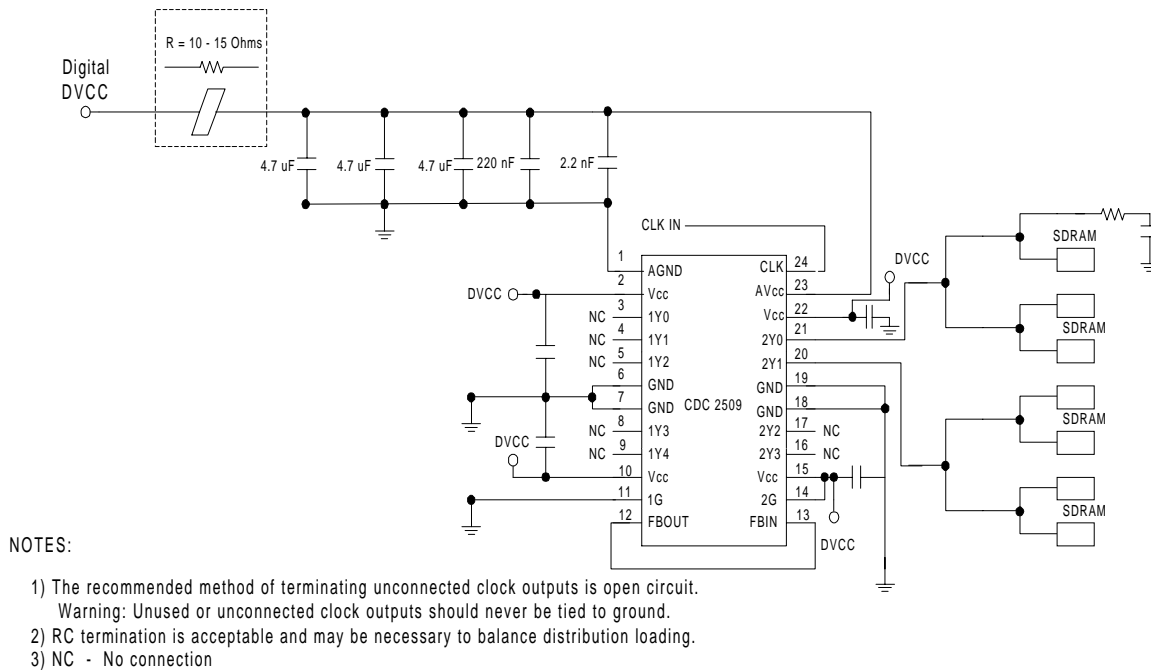 R = 10 - 15 Ohms
Digital
DVCC
4.7 uF
4.7 uF
4.7 uF
220 nF
2.2 nF
CLK IN
SDRAM
DVCC
1
AGND
CLK
24
2
DVCC
Vcc
AVcc
23
3
NC
1Y0
Vcc
22
4
NC
1Y1
2Y0
21
5
NC
1Y2
2Y1
20
SDRAM
6
GND
GND
19
7
GND
CDC 2509
GND
18
8
NC
1Y3
2Y2
17
NC
9
NC
1Y4
2Y3
16
NC
SDRAM
DVCC
10
Vcc
Vcc
15
11
1G
2G
14
12
FBOUT
FBIN
13
SDRAM
DVCC
NOTES:
1) The recommended method of terminating unconnected clock outputs is open circuit.
Warning: Unused or unconnected clock outputs should never be tied to ground.
2) RC termination is acceptable and may be necessary to balance distribution loading.
3) NC - No connection